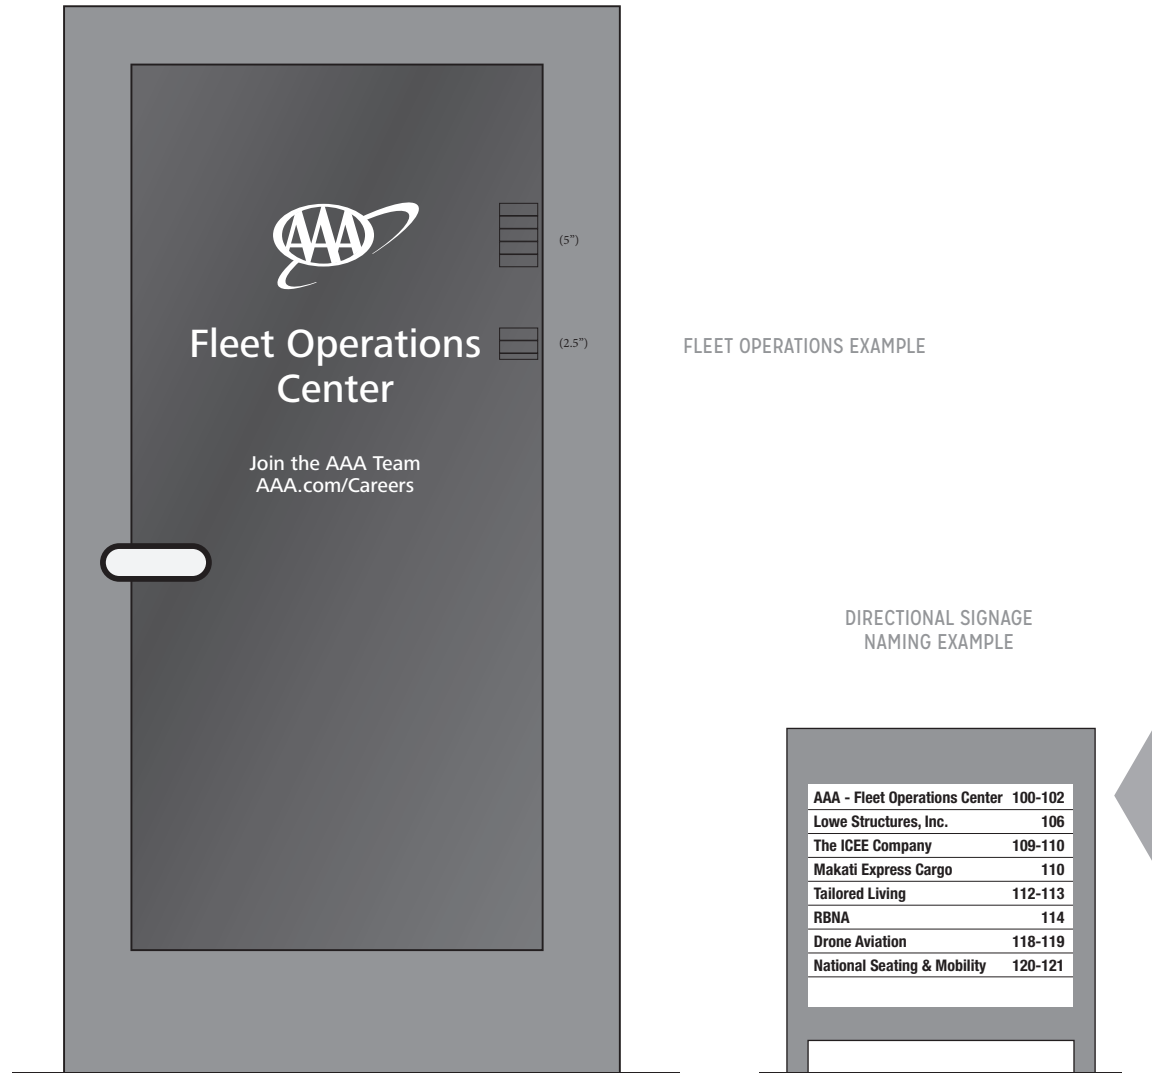 AAA
(5”)
Fleet Operations
Center
(2.5”)
FLEET OPERATIONS EXAMPLE
Join the AAA Team
AAA.com/Careers
DIRECTIONAL SIGNAGE
NAMING EXAMPLE
AAA - Fleet Operations Center 100-102
Lowe Structures, Inc. 106
The ICEE Company 109-110
Makati Express Cargo 110
Tailored Living 112-113
RBNA 114
Drone Aviation 118-119
National Seating & Mobility 120-121